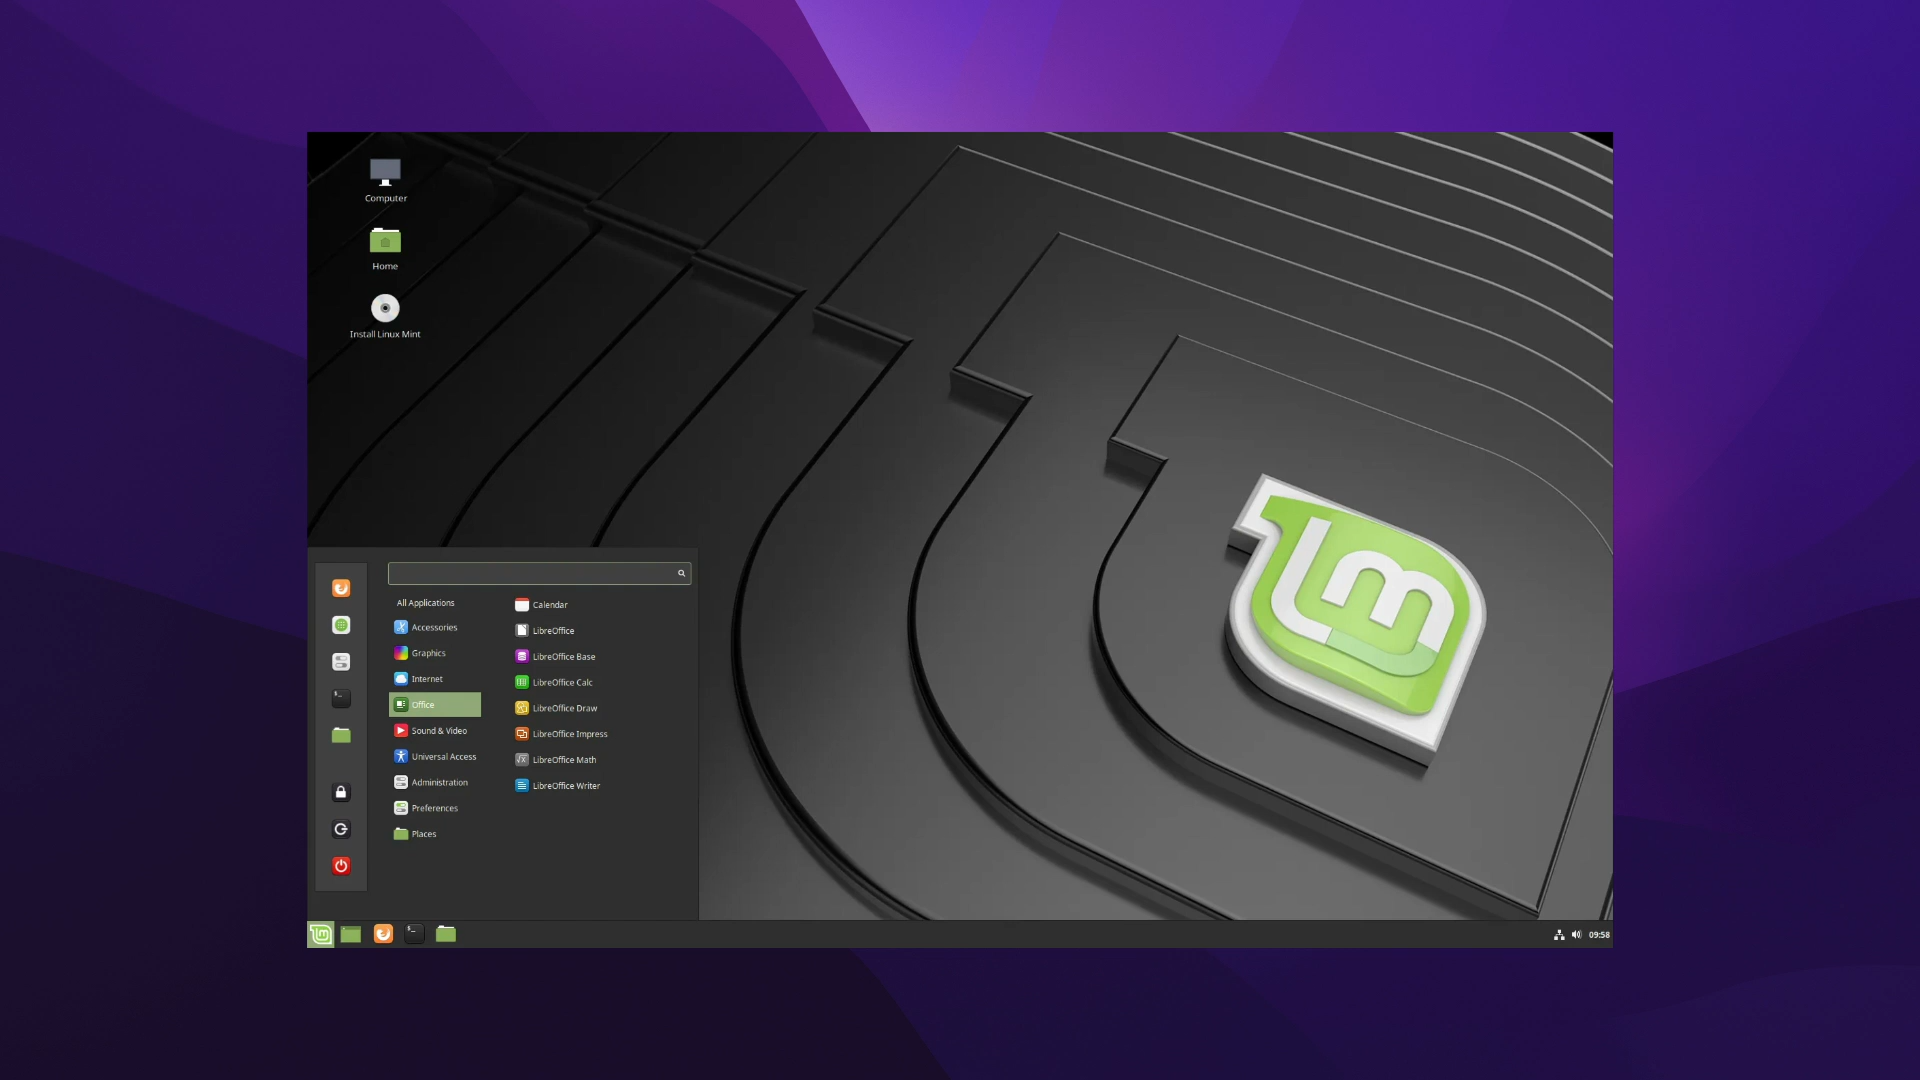 Computer
Home
Install Linux Mint
All Applications
Accessories
Graphics
Internet
Office
Sound & Video
Universal Access
Administration
Preferences
Places
Calendar
LibreOffice
LibreOffice Base
LibreOffice Calc
LibreOffice Draw
LibreOffice Impress
LibreOffice Math
LibreOffice Writer
09:58